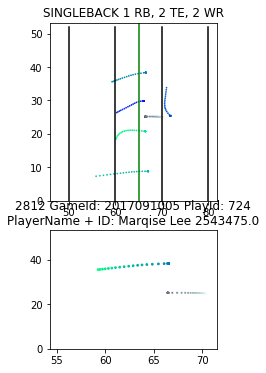 SINGLEBACK 1 RB, 2 TE, 2 WR
50
40
30
20
10
0
50 60 70 80
2812 GameId: 2017091005 PlayId: 724
PlayerName + ID: Marqise Lee 2543475.0
40
20
0
55 60 65 70